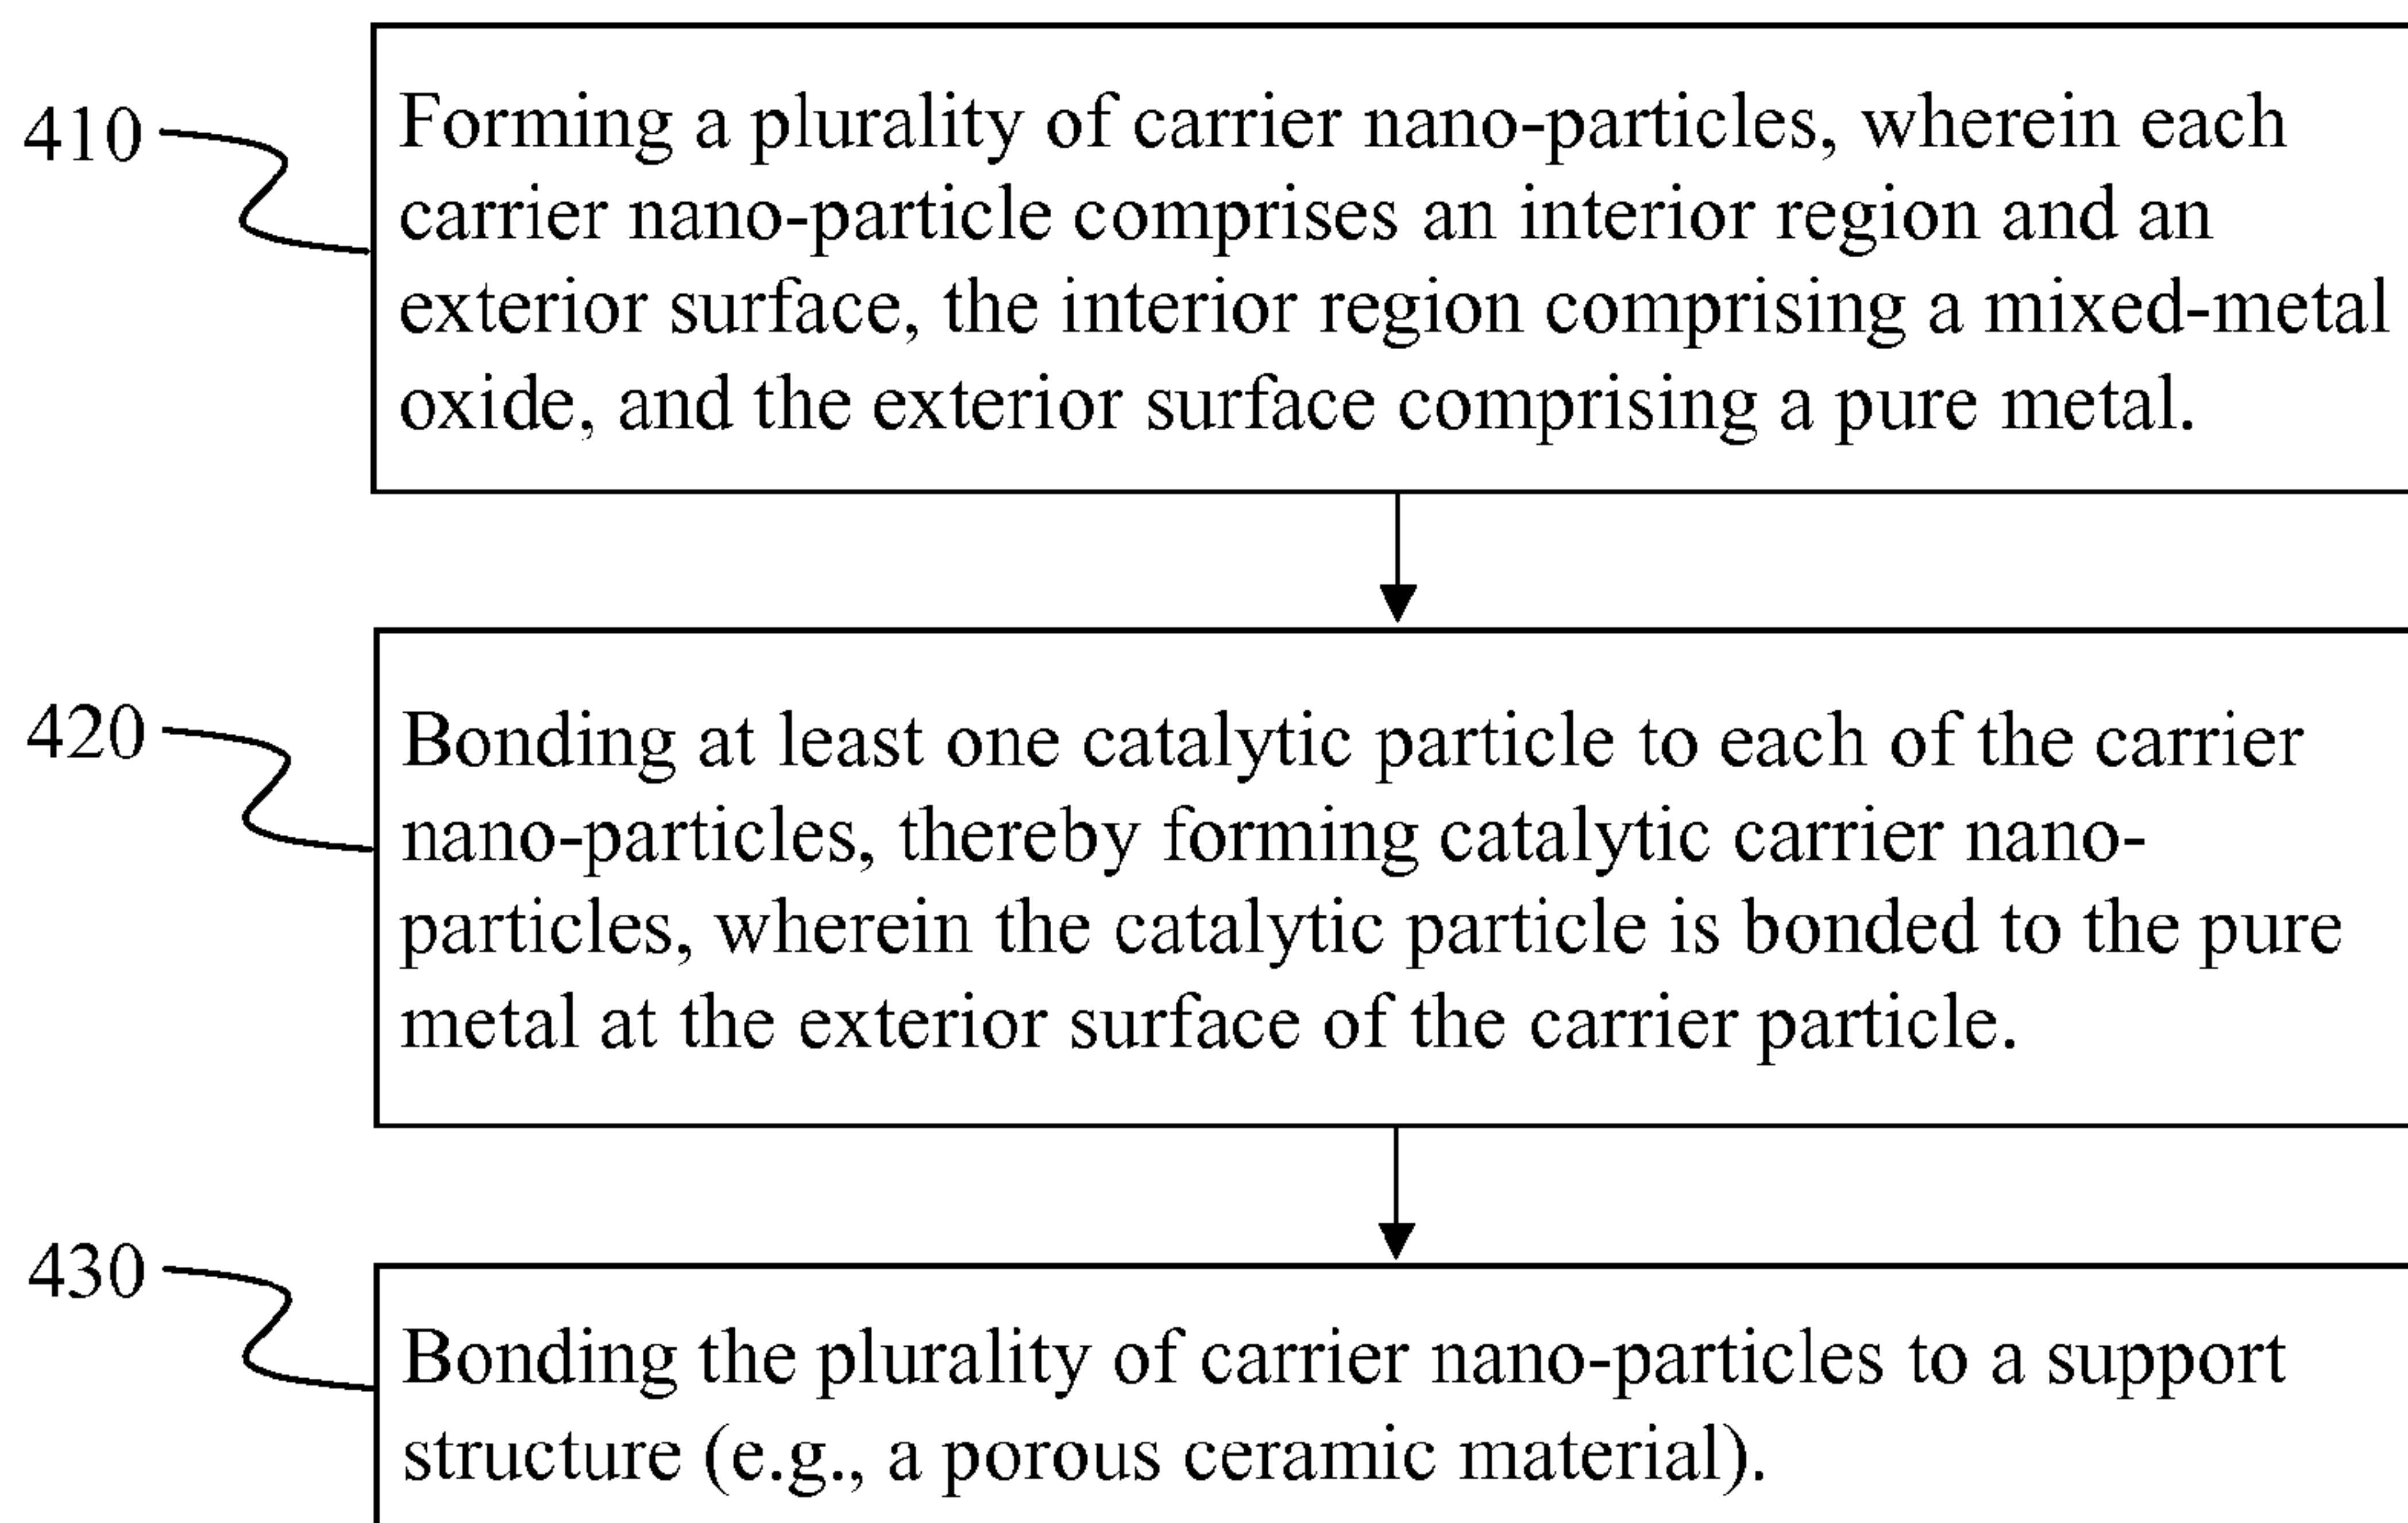 410
Forming a plurality of carrier nano-particles, wherein each
carrier nano-particle comprises an interior region and an
exterior surface, the interior region comprising a mixed-metal
oxide, and the exterior surface comprising a pure metal.
420
Bonding at least one catalytic particle to each of the carrier
nano-particles, thereby forming catalytic carrier nano-
particles, wherein the catalytic particle is bonded to the pure
metal at the exterior surface of the carrier particle.
430
Bonding the plurality of carrier nano-particles to a support
structure (e.g., a porous ceramic material).